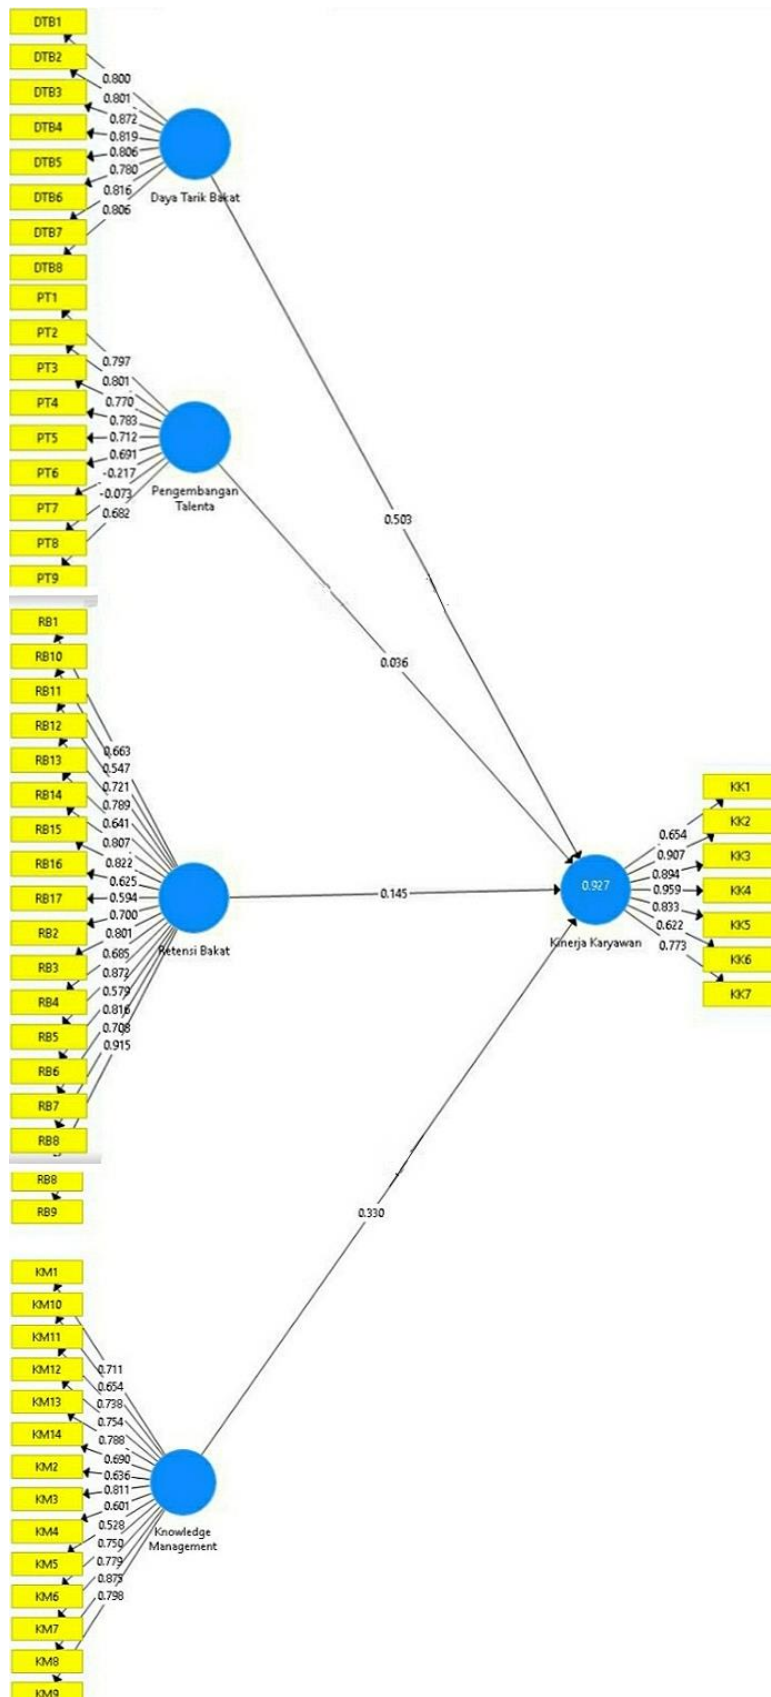 DTB1
DTB2
DTB3
DTB4
DTB5
DTB6
DTB7
DTB8
0.800
0.801
0.872
0.819
0.806
0.780
0.816
0.806
Daya Tarik Bakat
PT1
PT2
PT3
PT4
PT5
PT6
PT7
PT8
PT9
0.797
0.801
0.770
0.783
0.712
0.691
-0.217
-0.073
0.682
Pengembangan
Talenta
0.503
0.036
RB1
RB10
RB11
RB12
RB13
RB14
RB15
RB16
RB17
RB2
RB3
RB4
RB5
RB6
RB7
RB8
0.663
0.547
0.721
0.789
0.641
0.807
0.822
0.625
0.594
0.700
0.801
0.685
0.872
0.579
0.816
0.708
0.915
Retensi Bakat
0.145
0.927
Kinerja Karyawan
KK1
KK2
KK3
KK4
KK5
KK6
KK7
0.654
0.907
0.894
0.959
0.833
0.622
0.773
RB8
RB9
0.330
KM1
KM10
KM11
KM12
KM13
KM14
KM2
KM3
KM4
KM5
KM6
KM7
KM8
KM9
0.711
0.654
0.738
0.754
0.788
0.690
0.636
0.811
0.601
0.528
0.750
0.779
0.875
0.798
Knowledge
Management